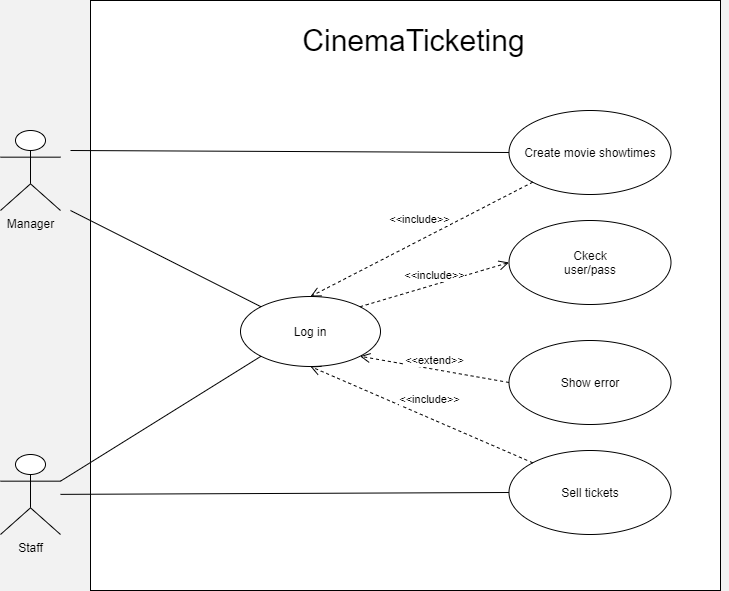 CinemaTicketing
Create movie showtimes
Manager
<<include>>
Ckeck
user/pass
<<include>>
Log in
<<extend>>
Show error
<<include>>
Sell tickets
Staff